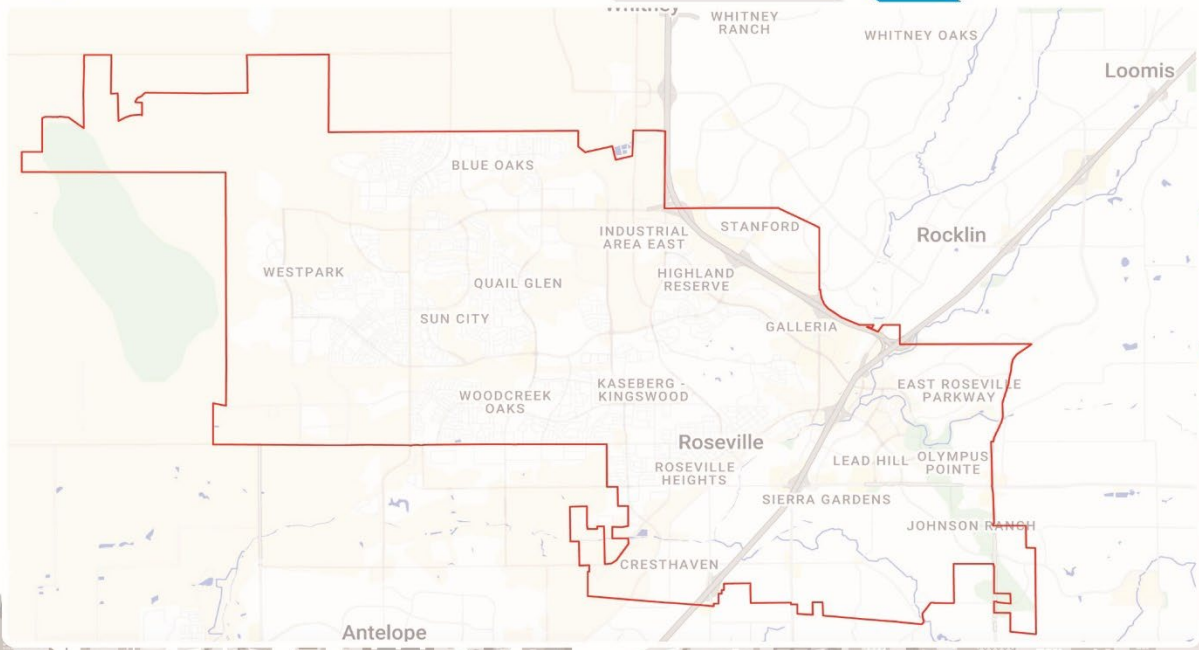 Whitney
WHITNEY
RANCH
WHITNEY OAKS
Loomis
BLUE OAKS
STANFORD
INDUSTRIAL
AREA EAST
Rocklin
WESTPARK
QUAIL GLEN
HIGHLAND
RESERVE
SUN CITY
GALLERIA
KASEBERG -
KINGSWOOD
EAST ROSEVILLE
PARKWAY
WOODCREEK
OAKS
Roseville
LEAD HILL
OLYMPUS
POINTE
ROSEVILLE
HEIGHTS
SIERRA GARDENS
JOHNSON RANCH
CRESTHAVEN
Antelope